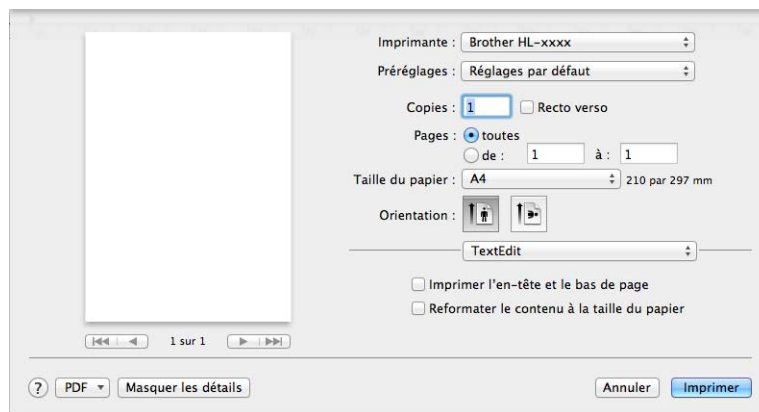 Imprimante : Brother HL-xxxx
Préréglages : Réglages par défaut
Copies : 1 Recto verso
Pages : toutes
de : 1 à : 1
Taille du papier : A4 210 par 297 mm
Orientation :
TextEdit
Imprimer l'en-tête et le bas de page
Reformater le contenu à la taille du papier
1 sur 1
? PDF Masquer les détails Annuler Imprimer